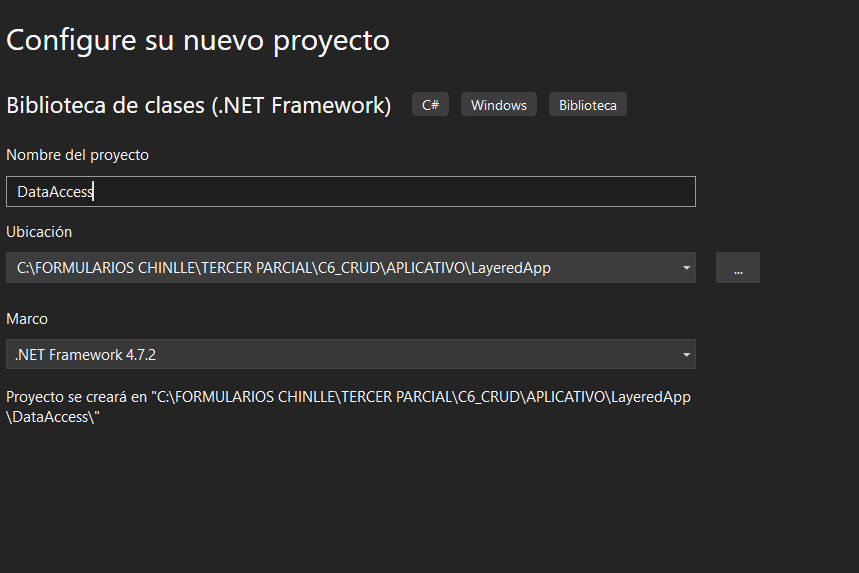 Configure su nuevo proyecto
Biblioteca de clases (.NET Framework) C# Windows Biblioteca
Nombre del proyecto
DataAccess
Ubicación
C:\FORMULARIOS CHINLLE\TERCER PARCIAL\C6_CRUD\APLICATIVO\LayeredApp ...
Marco
.NET Framework 4.7.2
Proyecto se creará en "C:\FORMULARIOS CHINLLE\TERCER PARCIAL\C6_CRUD\APLICATIVO\LayeredApp
\DataAccess\"